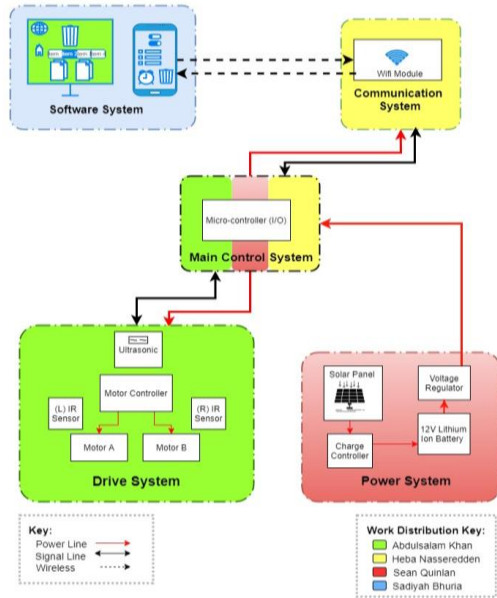 Software System
Wifi Module
Communication
System
Micro-controller (I/O)
Main Control System
Ultrasonic
Motor Controller
(L) IR
Sensor
(R) IR
Sensor
Motor A
Motor B
Drive System
Solar Panel
Voltage
Regulator
Charge
Controller
12V Lithium
Ion Battery
Power System
Key:
Power Line
Signal Line
Wireless
Work Distribution Key:
Abdulsalam Khan
Heba Nasseredden
Sean Quinlan
Sadiyah Bhuria